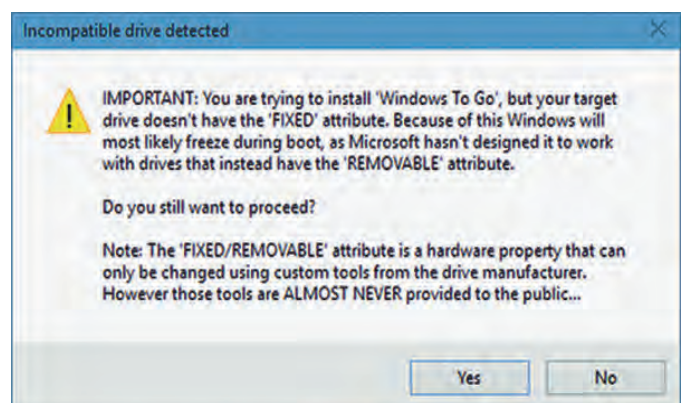 Incompatible drive detected
IMPORTANT: You are trying to install 'Windows To Go', but your target
drive doesn't have the 'FIXED' attribute. Because of this Windows will
most likely freeze during boot, as Microsoft hasn't designed it to work
with drives that instead have the 'REMOVABLE' attribute.
Do you still want to proceed?
Note: The 'FIXED/REMOVABLE' attribute is a hardware property that can
only be changed using custom tools from the drive manufacturer.
However those tools are ALMOST NEVER provided to the public...
Yes No